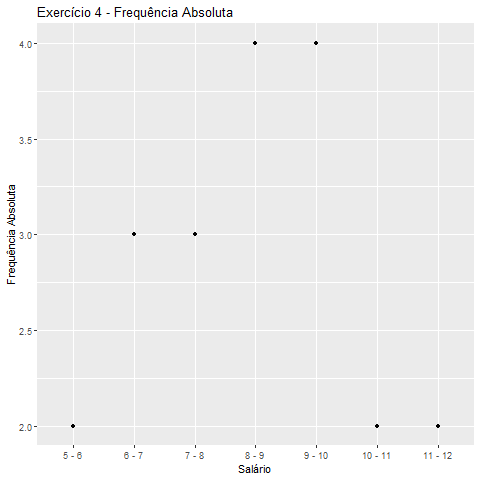 Exercício 4 - Frequência Absoluta
Frequência Absoluta
4.0
3.5
3.0
2.5
2.0
5 - 6
6 - 7
7 - 8
8 - 9
9 - 10
10 - 11
11 - 12
Salário